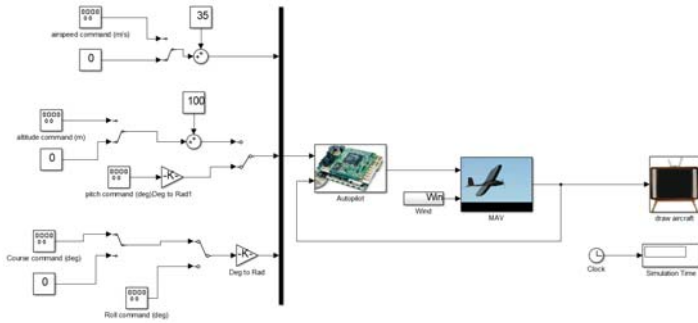 airspeed command (m/s)
35
0
100
altitude command (m)
0
-K-
pitch command (deg)
Deg to Rad1
Course command (deg)
0
-K-
Deg to Rad
Roll command (deg)
Autopilot
Win
Wind
MAV
draw aircraft
Clock
Simulation Time